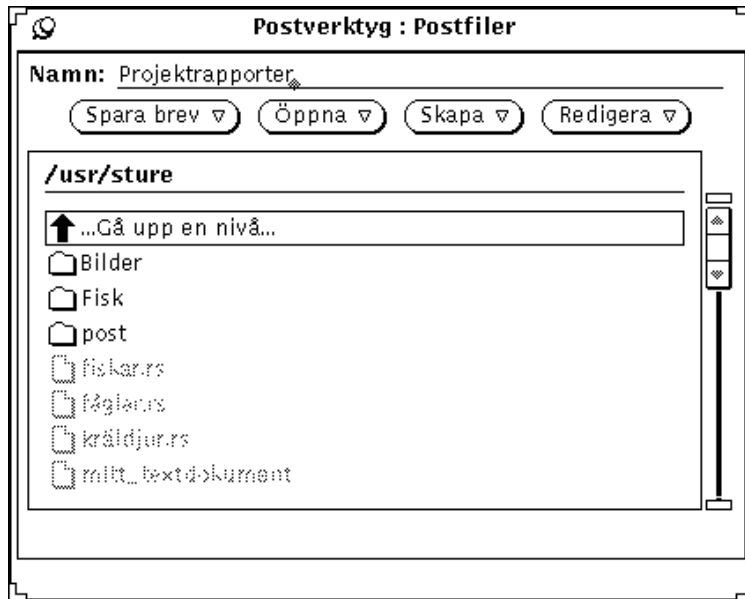 Postverktyg : Postfiler
Namn: Projektrapporter
Spara brev Öppna Skapa Redigera
/usr/sture
...Gå upp en nivå...
Bilder
Fisk
post
fiskar.rs
fåglar.rs
kräldjur.rs
mitt_textdokument